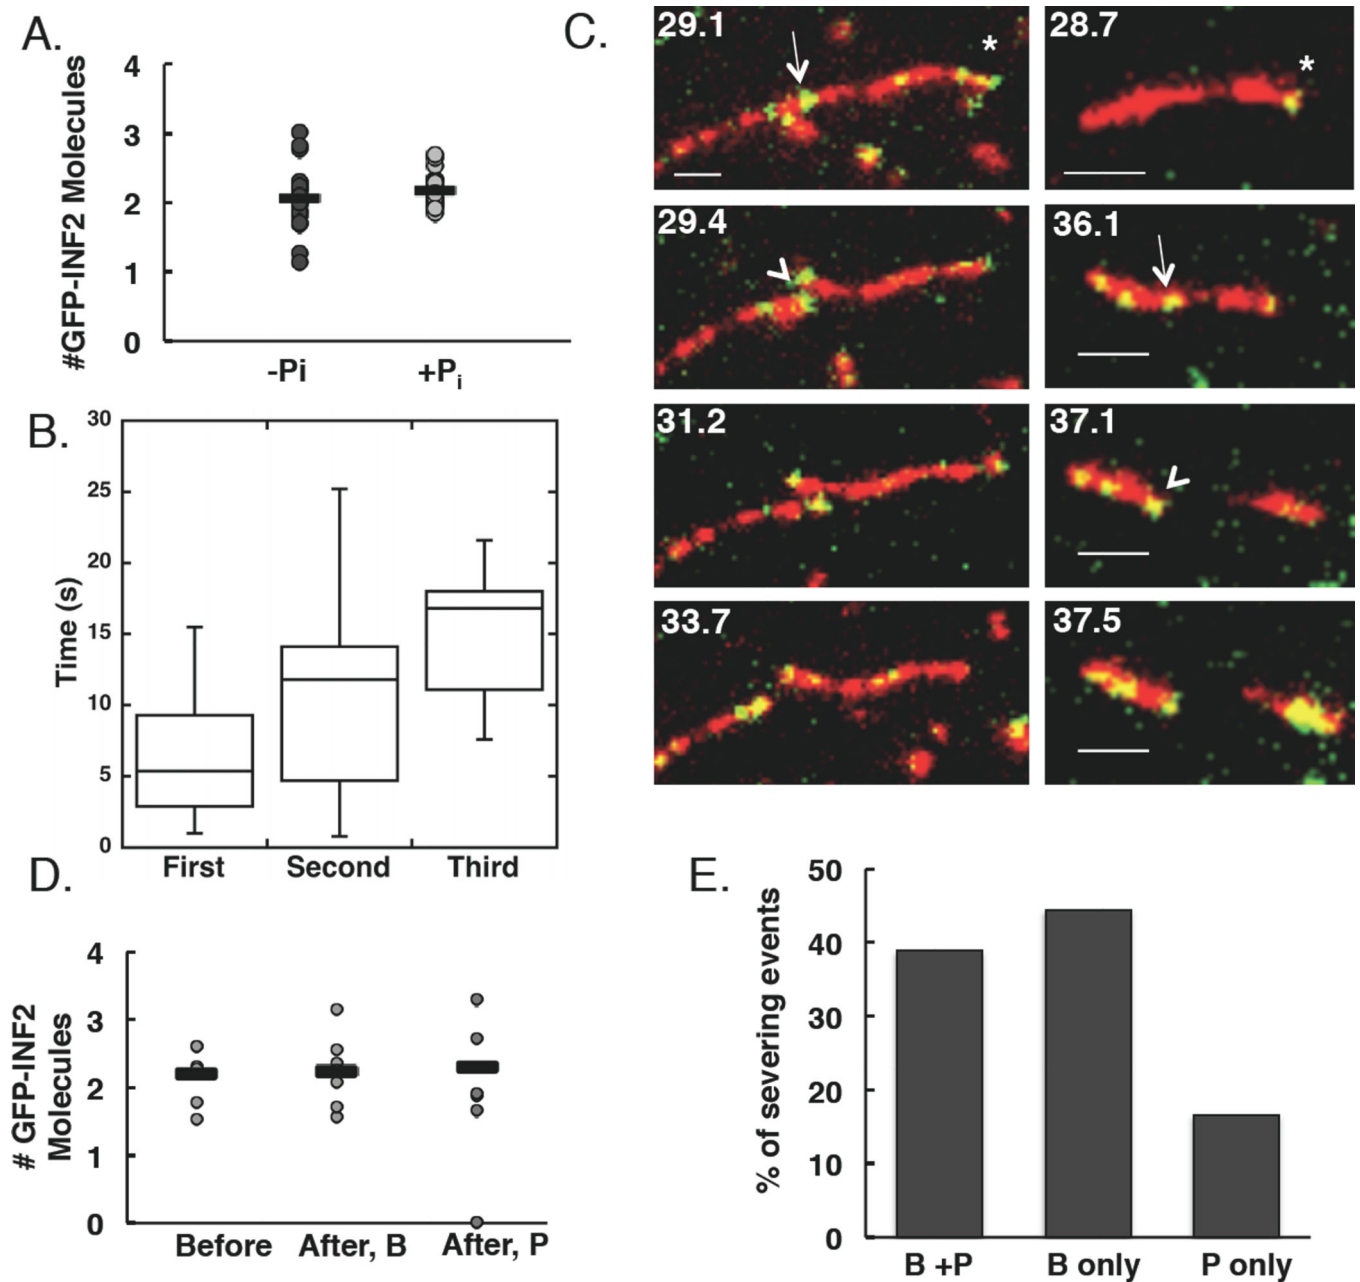 A.
#GFP-INF2 Molecules
4
3
2
1
0
-Pi
+Pi
B.
Time (s)
30
25
20
15
10
5
0
First
Second
Third
C.
29.1
*
28.7
*
29.4
36.1
31.2
37.1
33.7
37.5
D.
# GFP-INF2
Molecules
4
3
2
1
0
Before
After, B
After, P
E.
% of severing events
50
40
30
20
10
0
B +P
B only
P only